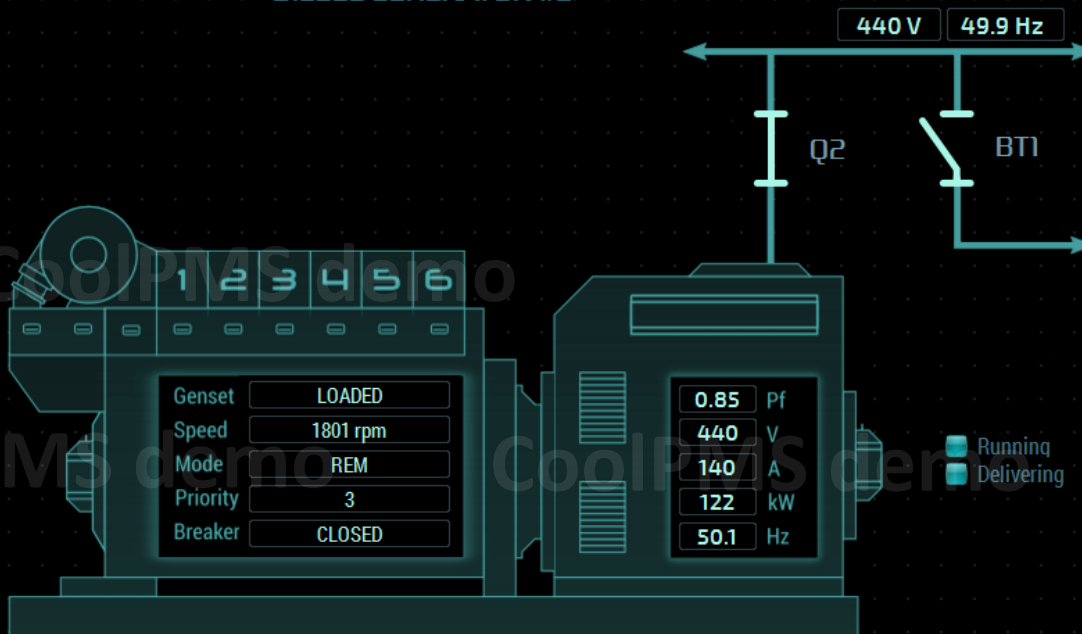 440 V 49.9 Hz
Q2
BT1
1 2 3 4 5 6
Genset LOADED
Speed 1801 rpm
Mode REM
Priority 3
Breaker CLOSED
0.85 Pf
440 V
140 A
122 kW
50.1 Hz
Running
Delivering
CoolPMS demo
MS demo
CoolPMS demo